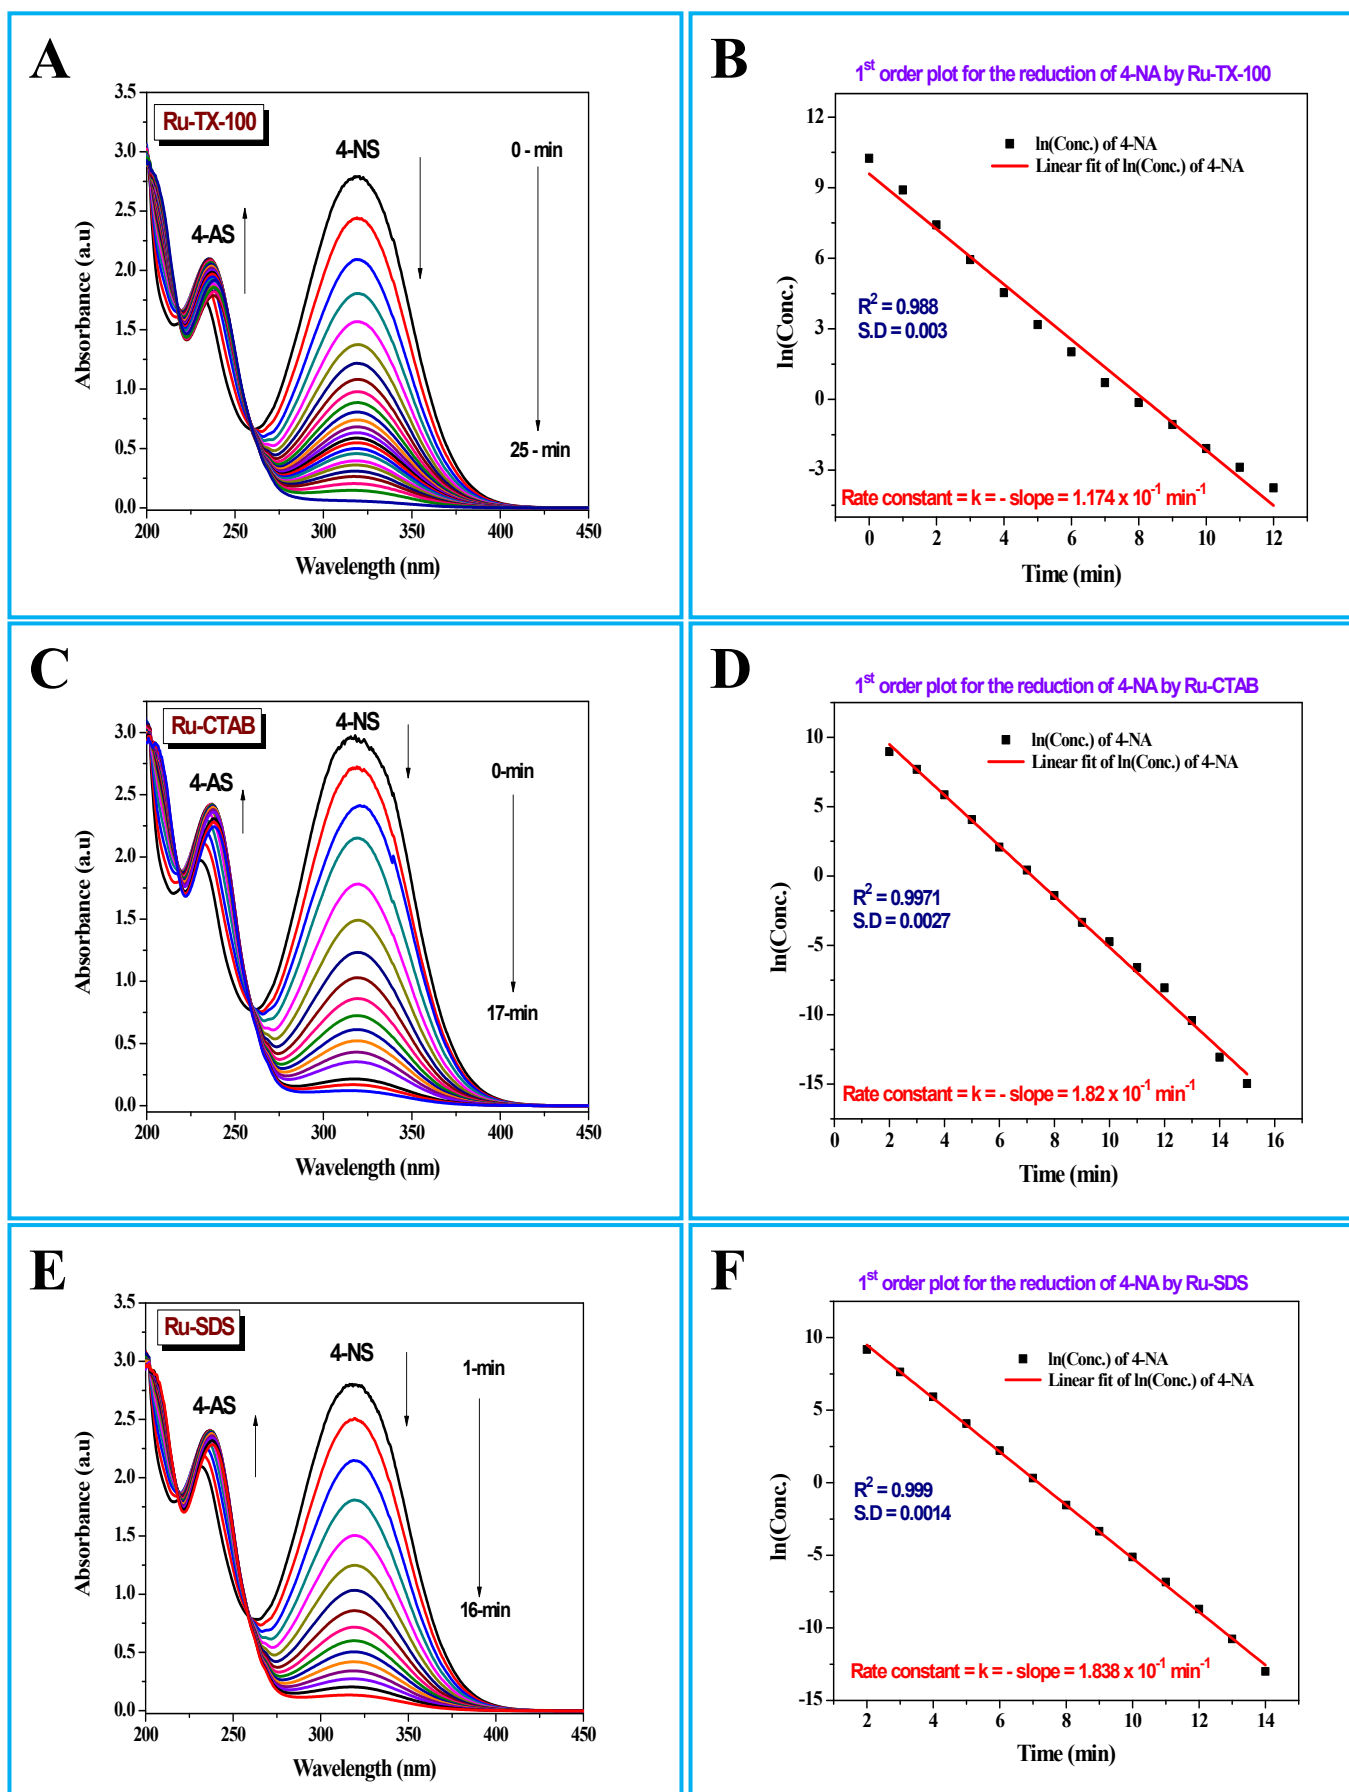 A
Ru-TX-100
4-NS
0 - min
4-AS
25 - min
3.5
3.0
2.5
2.0
1.5
1.0
0.5
0.0
Absorbance (a.u)
200 250 300 350 400 450
Wavelength (nm)
B
1st order plot for the reduction of 4-NA by Ru-TX-100
ln(Conc.) of 4-NA
Linear fit of ln(Conc.) of 4-NA
R2 = 0.988
S.D = 0.003
Rate constant = k = - slope = 1.174 x 10-1 min-1
12
9
6
3
0
-3
ln(Conc.)
0 2 4 6 8 10 12
Time (min)
C
Ru-CTAB
4-NS
0-min
4-AS
17-min
3.0
2.5
2.0
1.5
1.0
0.5
0.0
Absorbance (a.u)
200 250 300 350 400 450
Wavelength (nm)
D
1st order plot for the reduction of 4-NA by Ru-CTAB
ln(Conc.) of 4-NA
Linear fit of ln(Conc.) of 4-NA
R2 = 0.9971
S.D = 0.0027
Rate constant = k = - slope = 1.82 x 10-1 min-1
10
5
0
-5
-10
-15
ln(Conc.)
0 2 4 6 8 10 12 14 16
Time (min)
E
Ru-SDS
4-NS
1-min
4-AS
16-min
3.5
3.0
2.5
2.0
1.5
1.0
0.5
0.0
Absorbance (a.u)
200 250 300 350 400 450
Wavelength (nm)
F
1st order plot for the reduction of 4-NA by Ru-SDS
ln(Conc.) of 4-NA
Linear fit of ln(Conc.) of 4-NA
R2 = 0.999
S.D = 0.0014
Rate constant = k = - slope = 1.838 x 10-1 min-1
10
5
0
-5
-10
-15
ln(Conc.)
2 4 6 8 10 12 14
Time (min)